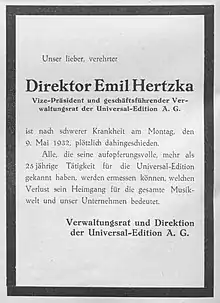 Unser lieber, verehrter
Direktor Emil Hertzka
Vize-Präsident und geschäftsführender Ver-
waltungsrat der Universal-Edition A. G.
ist nach schwerer Krankheit am Montag, den
9. Mai 1932, plötzlich dahingeschieden.
Alle, die seine aufopferungsvolle, mehr als
25 jährige Tätigkeit für die Universal-Edition
gekannt haben, werden ermessen können, welchen
Verlust sein Heimgang für die gesamte Musik-
welt und unser Unternehmen bedeutet.
Verwaltungsrat und Direktion
der Universal-Edition A. G.